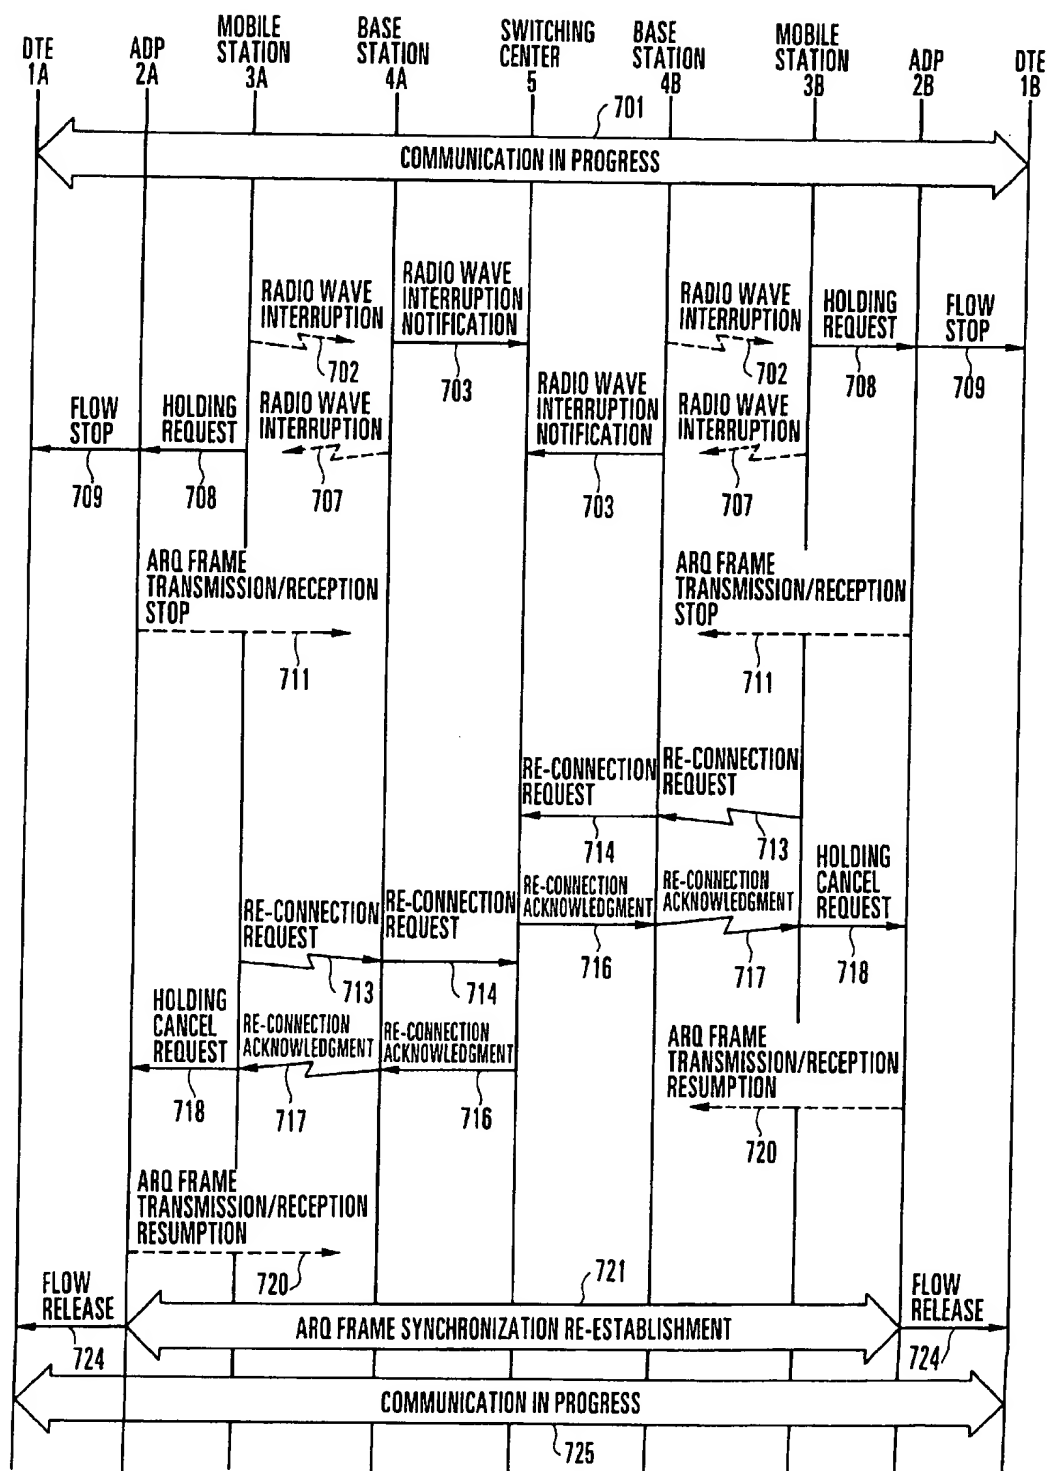 DTE
1A
ADP
2A
MOBILE
STATION
3A
BASE
STATION
4A
SWITCHING
CENTER
5
BASE
STATION
4B
MOBILE
STATION
3B
ADP
2B
DTE
1B
701
COMMUNICATION IN PROGRESS
RADIO WAVE
INTERRUPTION
702
RADIO WAVE
INTERRUPTION
NOTIFICATION
703
RADIO WAVE
INTERRUPTION
702
HOLDING
REQUEST
708
FLOW
STOP
709
FLOW
STOP
709
HOLDING
REQUEST
708
RADIO WAVE
INTERRUPTION
707
RADIO WAVE
INTERRUPTION
NOTIFICATION
703
RADIO WAVE
INTERRUPTION
707
ARQ FRAME
TRANSMISSION/RECEPTION
STOP
711
ARQ FRAME
TRANSMISSION/RECEPTION
STOP
711
RE-CONNECTION
REQUEST
714
RE-CONNECTION
REQUEST
713
RE-CONNECTION
ACKNOWLEDGMENT
716
RE-CONNECTION
ACKNOWLEDGMENT
717
HOLDING
CANCEL
REQUEST
718
RE-CONNECTION
REQUEST
713
RE-CONNECTION
REQUEST
714
HOLDING
CANCEL
REQUEST
718
RE-CONNECTION
ACKNOWLEDGMENT
717
RE-CONNECTION
ACKNOWLEDGMENT
716
ARQ FRAME
TRANSMISSION/RECEPTION
RESUMPTION
720
ARQ FRAME
TRANSMISSION/RECEPTION
RESUMPTION
720
721
FLOW
RELEASE
724
ARQ FRAME SYNCHRONIZATION RE-ESTABLISHMENT
FLOW
RELEASE
724
COMMUNICATION IN PROGRESS
725